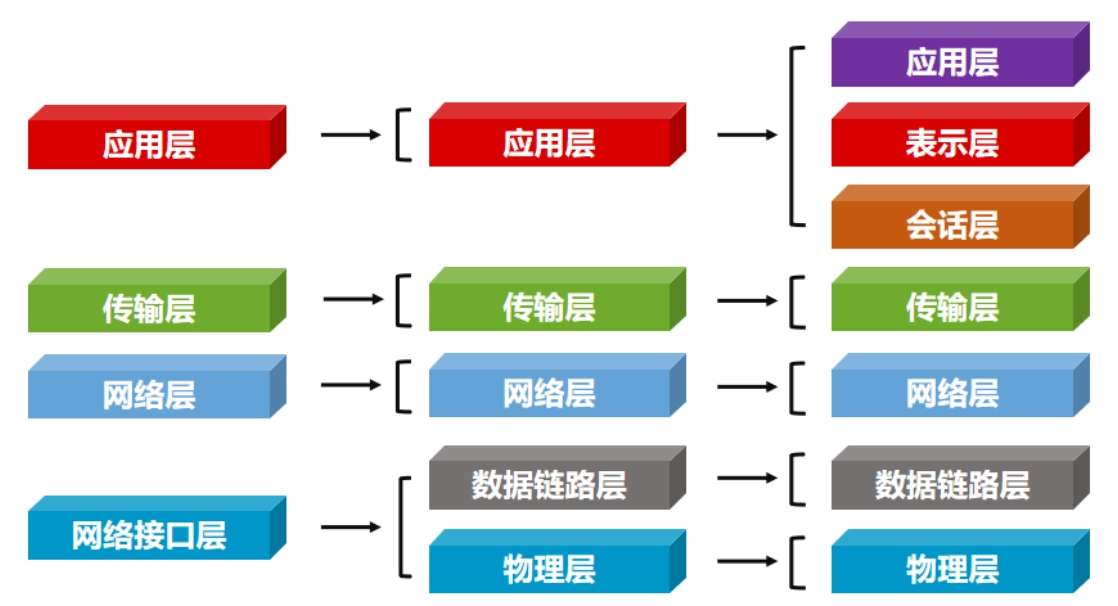 应用层
传输层
网络层
网络接口层
应用层
传输层
网络层
数据链路层
物理层
应用层
表示层
会话层
传输层
网络层
数据链路层
物理层